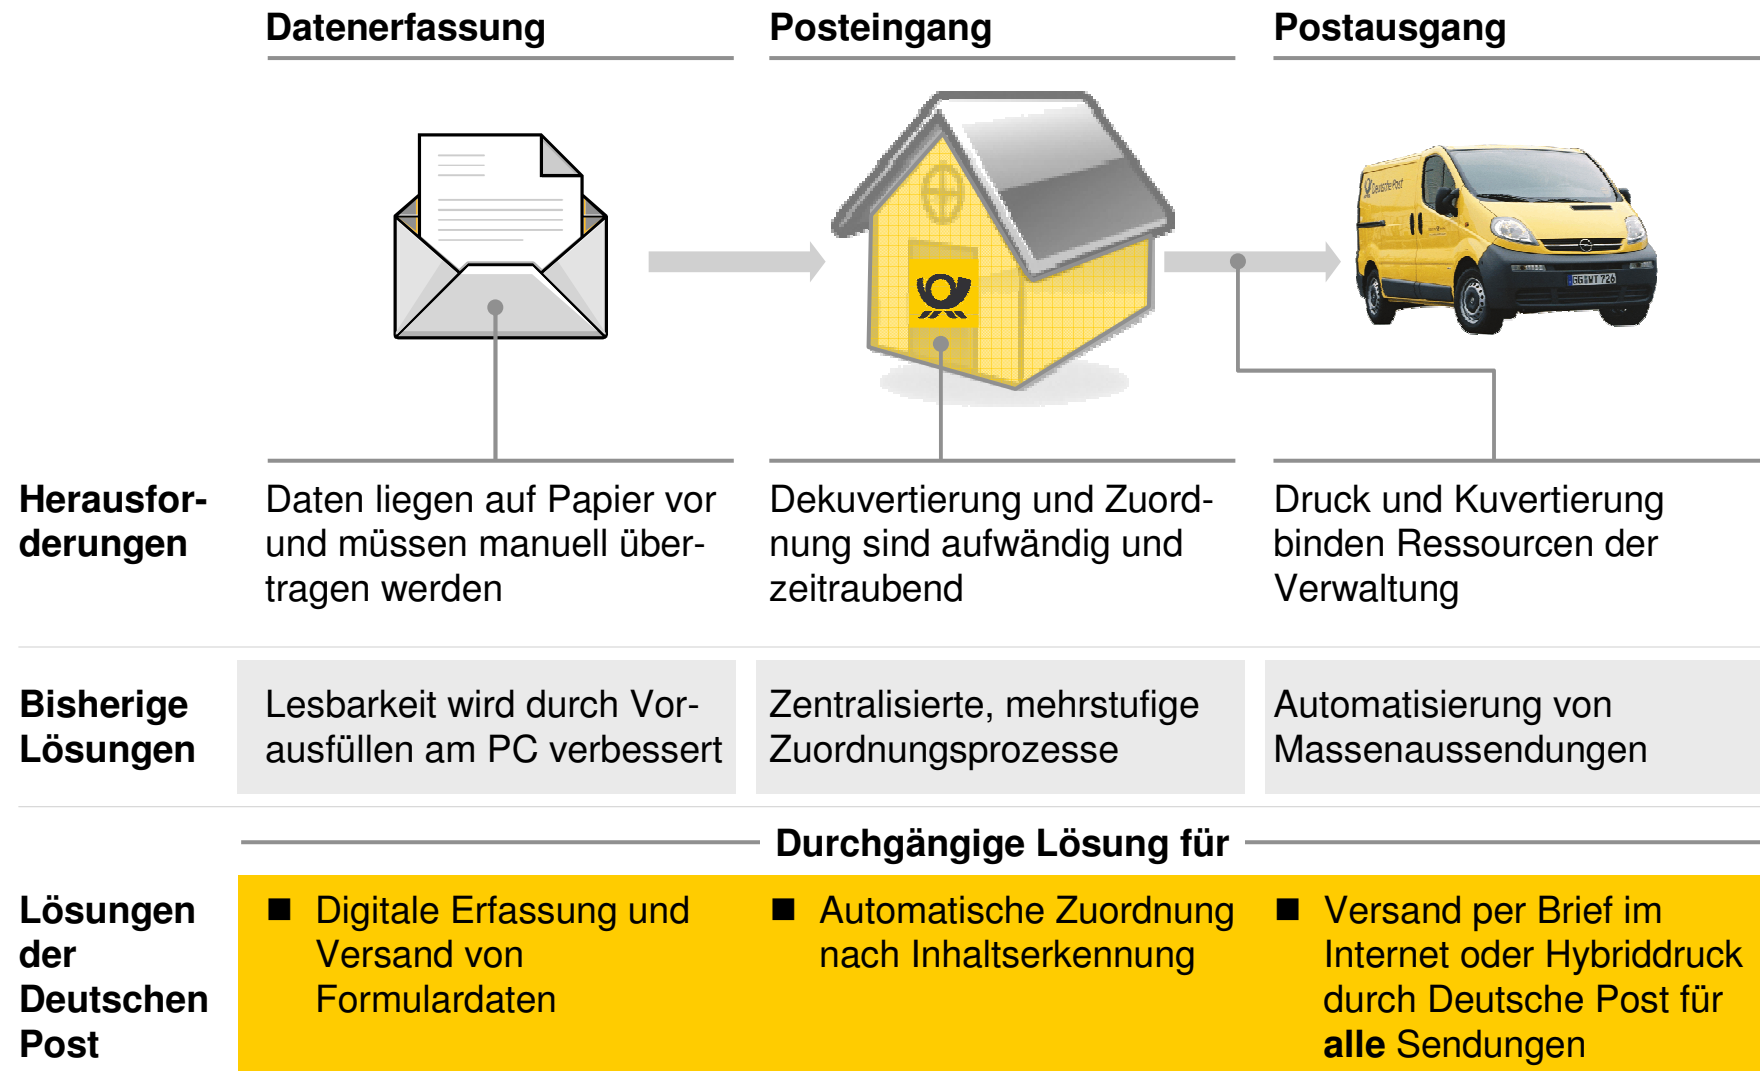 Datenerfassung
Posteingang
Postausgang
Deutsche Post
Herausfor-
derungen
Daten liegen auf Papier vor
und müssen manuell über-
tragen werden
Dekuvertierung und Zuord-
nung sind aufwändig und
zeitraubend
Druck und Kuvertierung
binden Ressourcen der
Verwaltung
Bisherige
Lösungen
Lesbarkeit wird durch Vor-
ausfüllen am PC verbessert
Zentralisierte, mehrstufige
Zuordnungsprozesse
Automatisierung von
Massenaussendungen
Durchgängige Lösung für
Lösungen
der
Deutschen
Post
Digitale Erfassung und
Versand von
Formulardaten
Automatische Zuordnung
nach Inhaltserkennung
Versand per Brief im
Internet oder Hybriddruck
durch Deutsche Post für
alle Sendungen